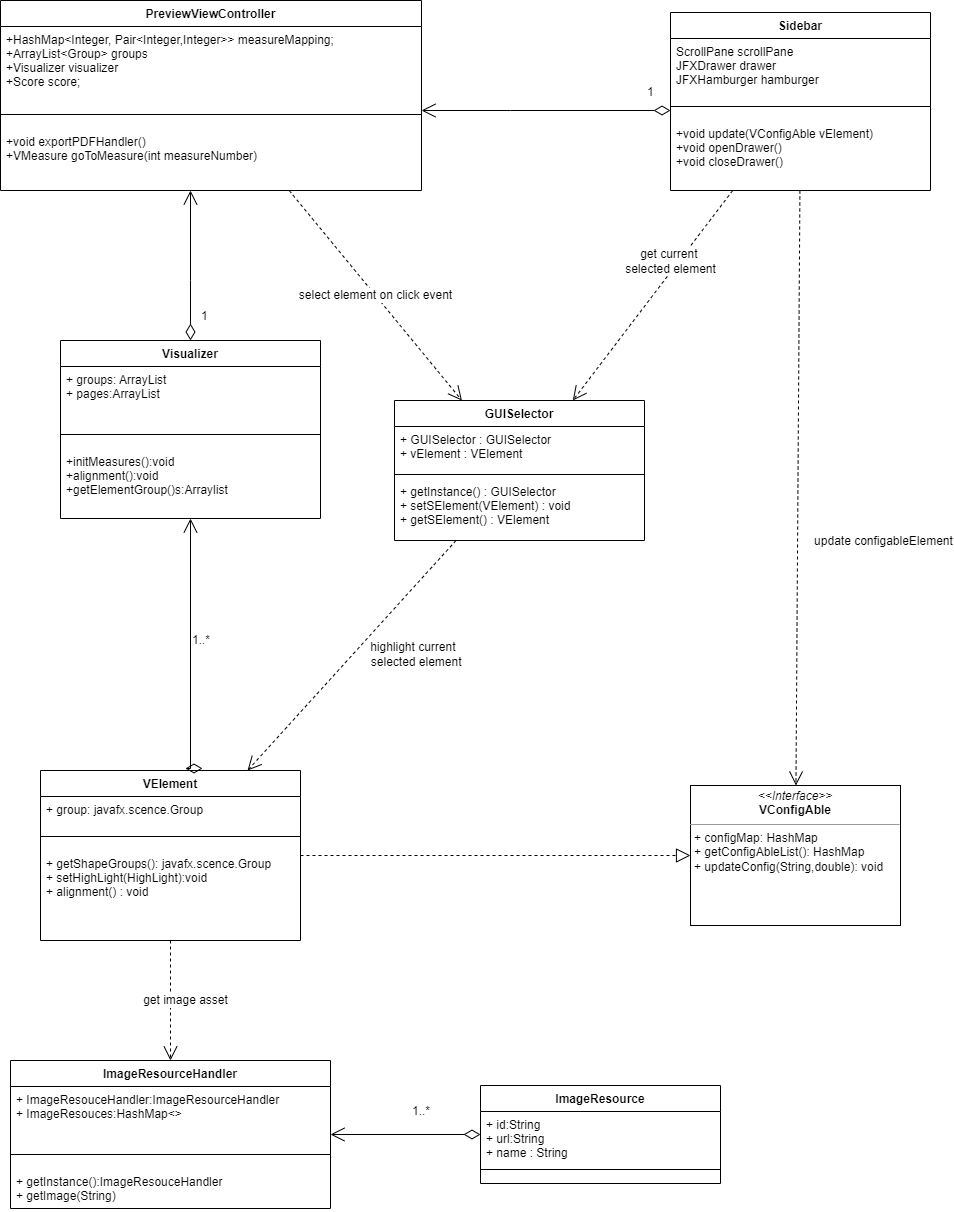 PreviewViewController
+HashMap<Integer, Pair<Integer,Integer>> measureMapping;
+ArrayList<Group> groups
+Visualizer visualizer
+Score score;
+void exportPDFHandler()
+VMeasure goToMeasure(int measureNumber)
Sidebar
ScrollPane scrollPane
JFXDrawer drawer
JFXHamburger hamburger
+void update(VConfigAble vElement)
+void openDrawer()
+void closeDrawer()
1
get current
selected element
select element on click event
1
Visualizer
+ groups: ArrayList
+ pages:ArrayList
+initMeasures():void
+alignment():void
+getElementGroup()s:Arraylist
GUISelector
+ GUISelector : GUISelector
+ vElement : VElement
+ getInstance() : GUISelector
+ setSElement(VElement) : void
+ getSElement() : VElement
update configableElement
1..*
highlight current
selected element
VElement
+ group: javafx.scence.Group
+ getShapeGroups(): javafx.scence.Group
+ setHighLight(HighLight):void
+ alignment() : void
<<Interface>>
VConfigAble
+ configMap: HashMap
+ getConfigAbleList(): HashMap
+ updateConfig(String,double): void
get image asset
ImageResourceHandler
+ ImageResouceHandler:ImageResourceHandler
+ ImageResouces:HashMap<>
+ getInstance():ImageResouceHandler
+ getImage(String)
1..*
ImageResource
+ id:String
+ url:String
+ name : String